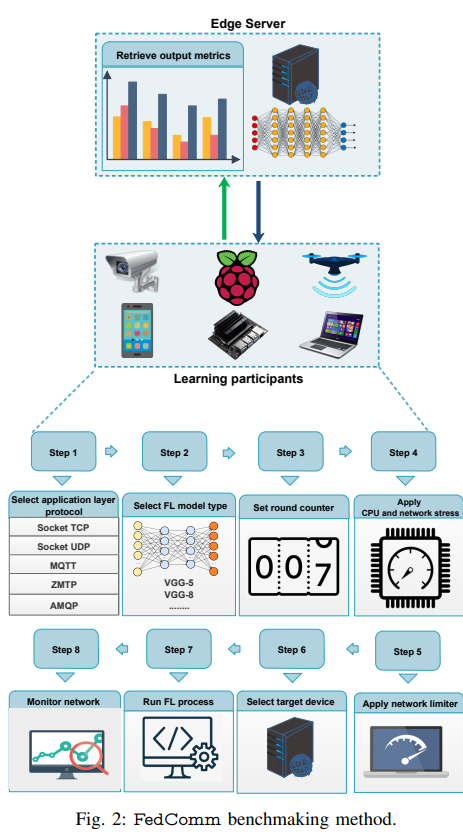 Edge Server
Retrieve output metrics
Learning participants
Step 1
Step 2
Step 3
Step 4
Select application layer
protocol
Socket TCP
Socket UDP
MQTT
ZMTP
AMQP
Select FL model type
VGG-5
VGG-8
........
Set round counter
007
Apply
CPU and network stress
Step 8
Step 7
Step 6
Step 5
Monitor network
Run FL process
</>
Select target device
Apply network limiter
Fig. 2: FedComm benchmaking method.